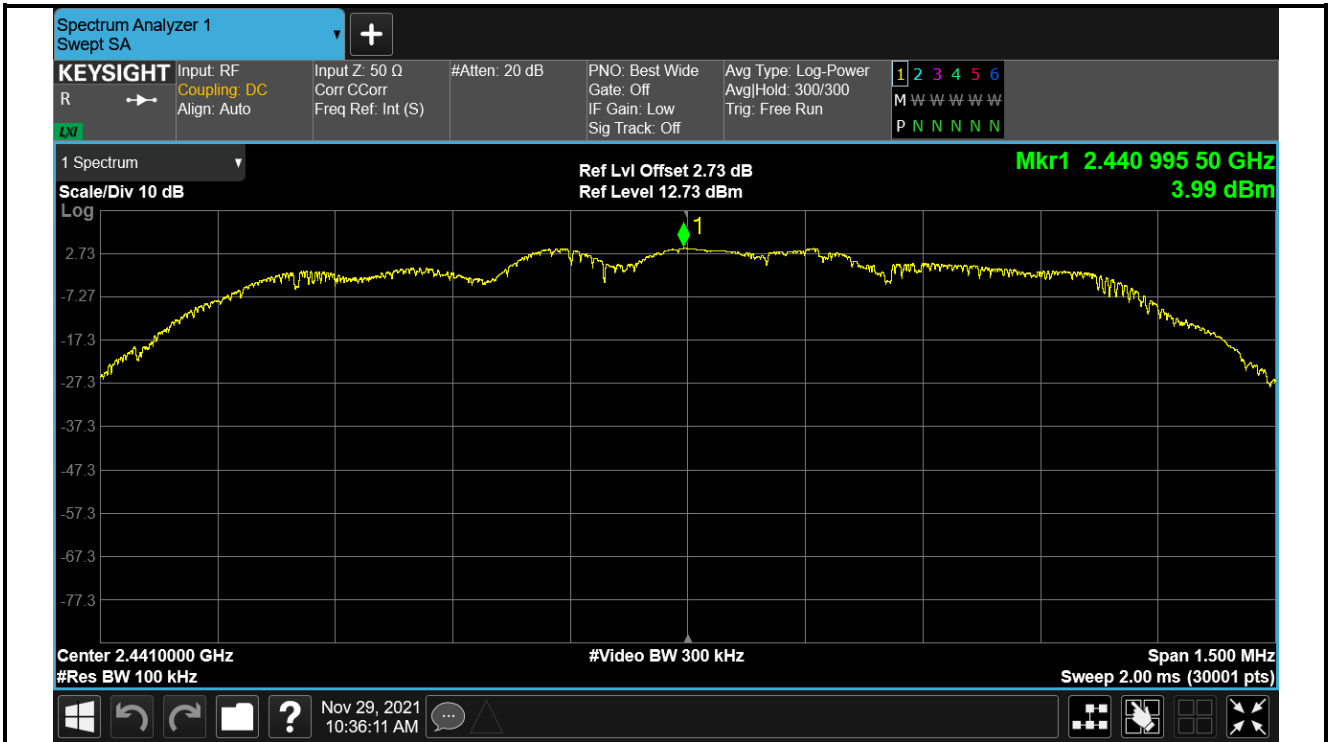 Spectrum Analyzer 1
Swept SA
+
KEYSIGHT
R
LXI
Input: RF
Coupling: DC
Align: Auto
Input Z: 50 Ω
Corr CCorr
Freq Ref: Int (S)
#Atten: 20 dB
PNO: Best Wide
Gate: Off
IF Gain: Low
Sig Track: Off
Avg Type: Log-Power
Avg|Hold: 300/300
Trig: Free Run
1 2 3 4 5 6
M W W W W W
P N N N N N
1 Spectrum
Scale/Div 10 dB
Log
Ref Lvl Offset 2.73 dB
Ref Level 12.73 dBm
Mkr1 2.440 995 50 GHz
3.99 dBm
1
2.73
-7.27
-17.3
-27.3
-37.3
-47.3
-57.3
-67.3
-77.3
Center 2.4410000 GHz
#Res BW 100 kHz
#Video BW 300 kHz
Span 1.500 MHz
Sweep 2.00 ms (30001 pts)
?
Nov 29, 2021
10:36:11 AM